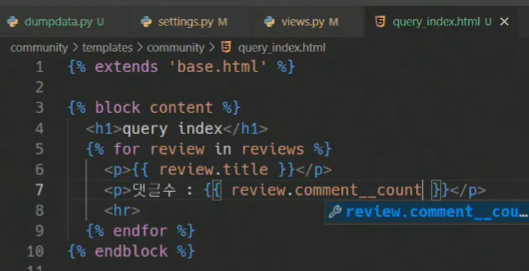 dumpdata.py U settings.py M views.py M query_index.html U
community > templates > community > query_index.html
1 {% extends 'base.html' %}
2
3 {% block content %}
4 <h1>query index</h1>
5 {% for review in reviews %}
6 <p>{{ review.title }}</p>
7 <p>댓글수 : {{ review.comment__count }}</p>
review.comment__cou...
8 <hr>
9 {% endfor %}
10 {% endblock %}
11